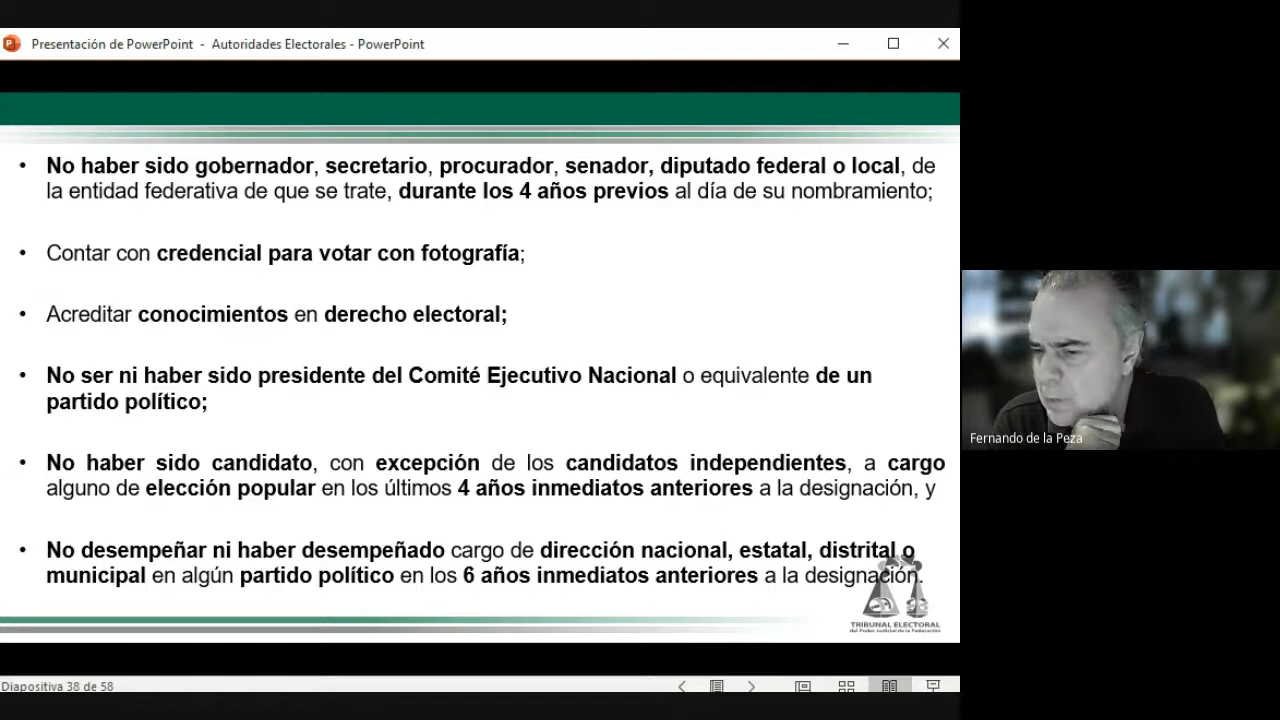 Presentación de PowerPoint - Autoridades Electorales - PowerPoint
• No haber sido gobernador, secretario, procurador, senador, diputado federal o local, de
la entidad federativa de que se trate, durante los 4 años previos al día de su nombramiento;
• Contar con credencial para votar con fotografía;
• Acreditar conocimientos en derecho electoral;
• No ser ni haber sido presidente del Comité Ejecutivo Nacional o equivalente de un
partido político;
• No haber sido candidato, con excepción de los candidatos independientes, a cargo
alguno de elección popular en los últimos 4 años inmediatos anteriores a la designación, y
• No desempeñar ni haber desempeñado cargo de dirección nacional, estatal, distrital o
municipal en algún partido político en los 6 años inmediatos anteriores a la designación.
TRIBUNAL ELECTORAL
del Poder Judicial de la Federación
Diapositiva 38 de 58
Fernando de la Peza